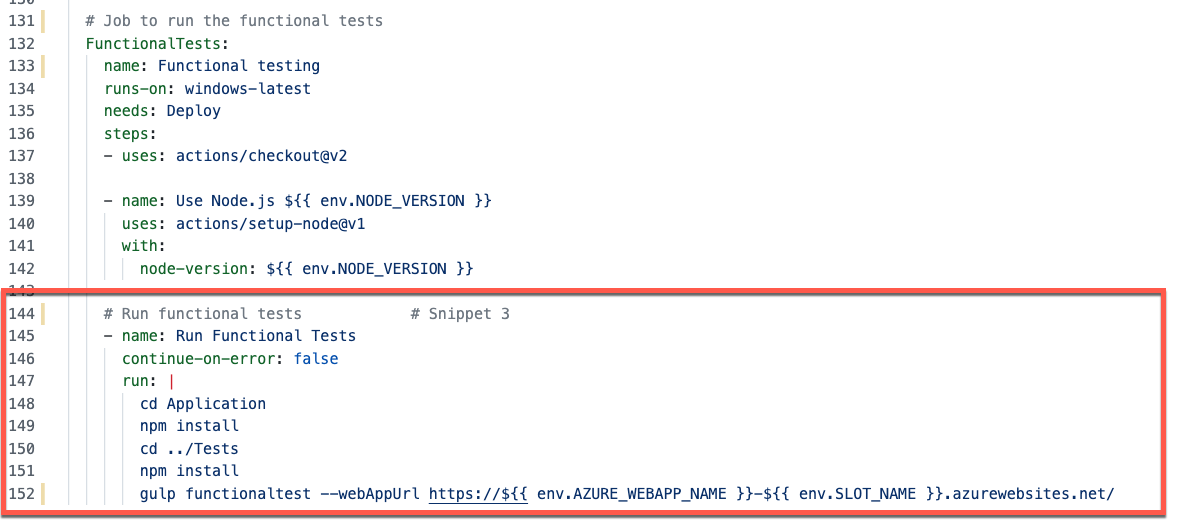 131 # Job to run the functional tests
132 FunctionalTests:
133 name: Functional testing
134 runs-on: windows-latest
135 needs: Deploy
136 steps:
137 - uses: actions/checkout@v2
138
139 - name: Use Node.js ${{ env.NODE_VERSION }}
140 uses: actions/setup-node@v1
141 with:
142 node-version: ${{ env.NODE_VERSION }}
144 # Run functional tests # Snippet 3
145 - name: Run Functional Tests
146 continue-on-error: false
147 run: |
148 cd Application
149 npm install
150 cd ../Tests
151 npm install
152 gulp functionaltest --webAppUrl https://${{ env.AZURE_WEBAPP_NAME }}-${{ env.SLOT_NAME }}.azurewebsites.net/